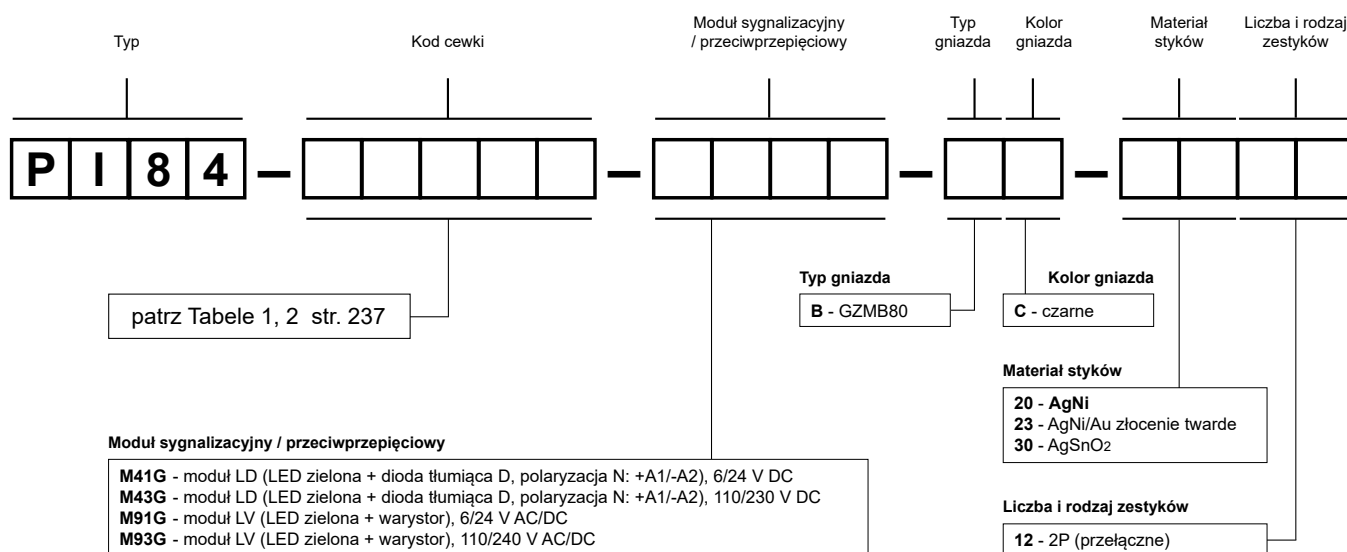 Typ
Kod cewki
Moduł sygnalizacyjny
/ przeciwprzepięciowy
Typ
gniazda
Kolor
gniazda
Materiał
styków
Liczba i rodzaj
zestyków
P I 8 4 – – – –
patrz Tabele 1, 2 str. 237
Typ gniazda
B - GZMB80
Kolor gniazda
C - czarne
Materiał styków
20 - AgNi
23 - AgNi/Au złocenie twarde
30 - AgSnO2
Moduł sygnalizacyjny / przeciwprzepięciowy
M41G - moduł LD (LED zielona + dioda tłumiąca D, polaryzacja N: +A1/-A2), 6/24 V DC
M43G - moduł LD (LED zielona + dioda tłumiąca D, polaryzacja N: +A1/-A2), 110/230 V DC
M91G - moduł LV (LED zielona + warystor), 6/24 V AC/DC
M93G - moduł LV (LED zielona + warystor), 110/240 V AC/DC
Liczba i rodzaj zestyków
12 - 2P (przełączne)